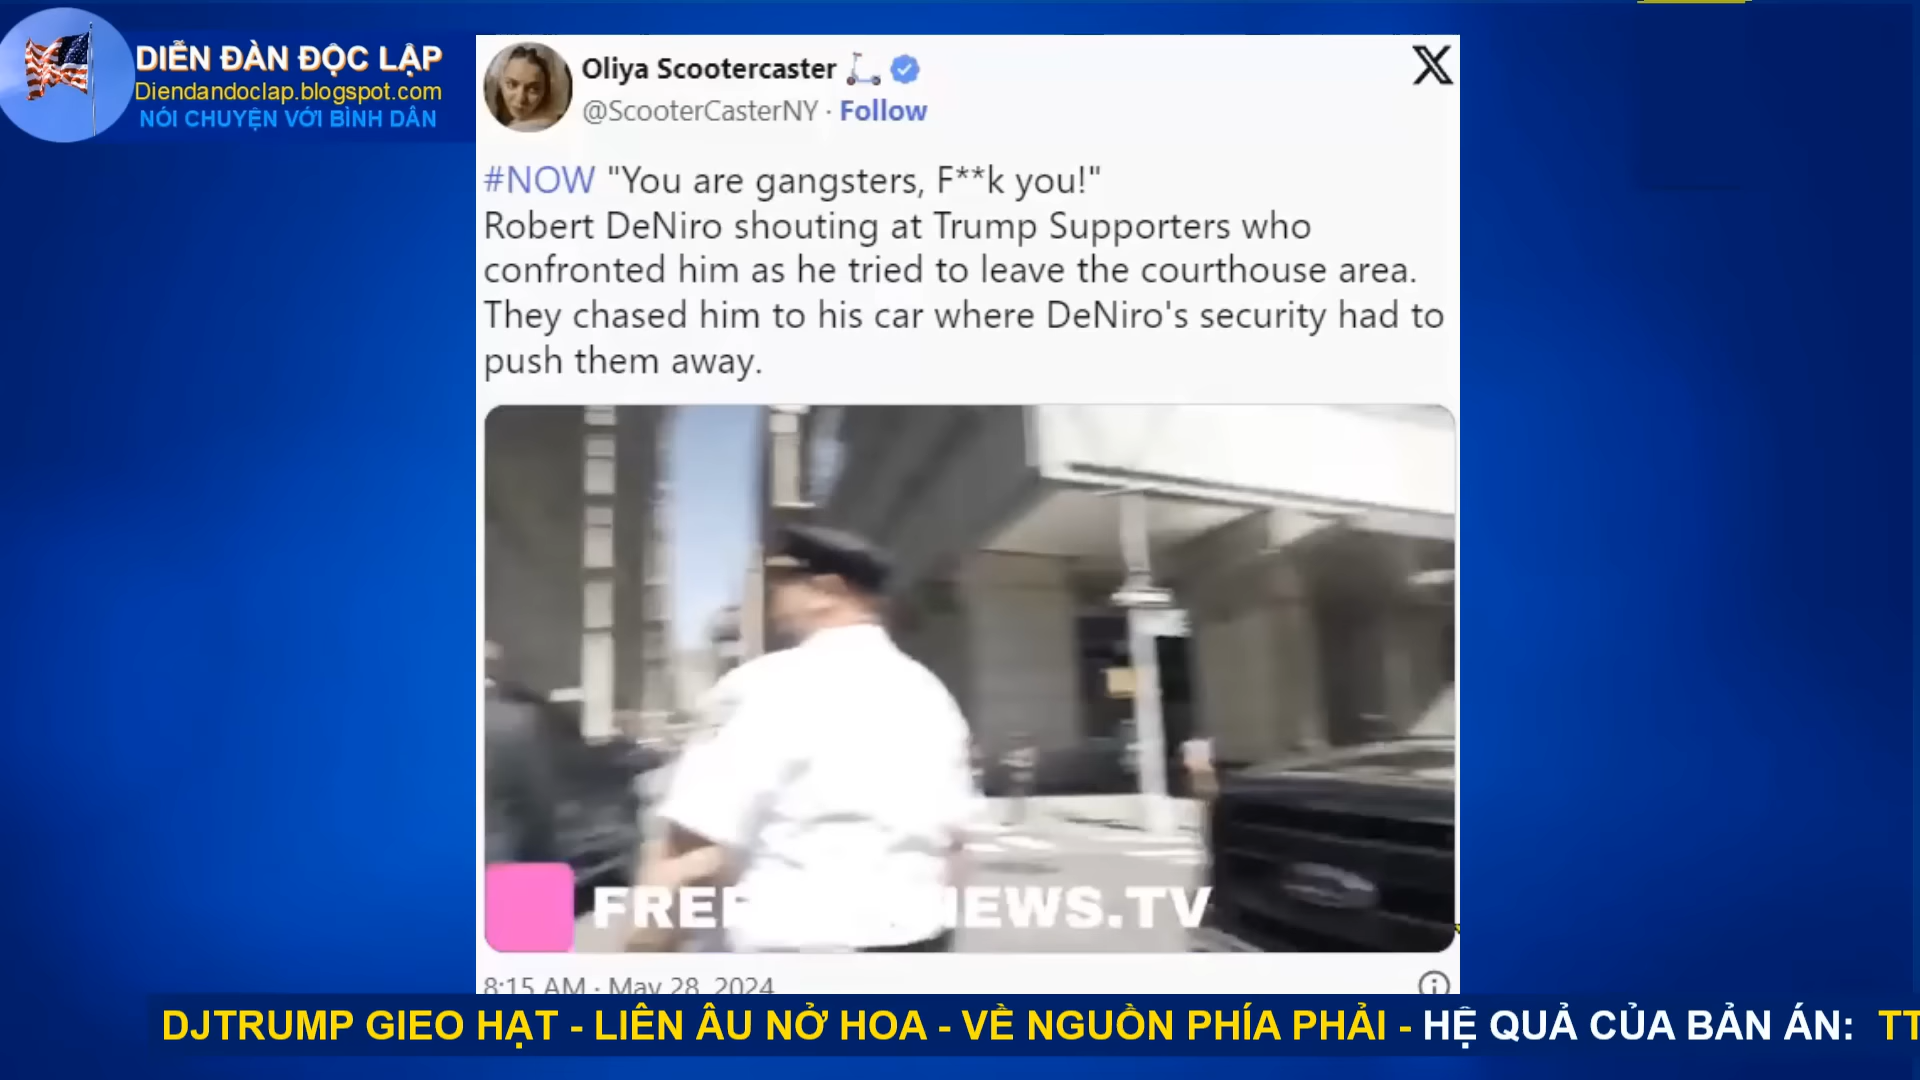 DIỄN ĐÀN ĐỘC LẬP
Diendandoclap.blogspot.com
NÓI CHUYỆN VỚI BÌNH DÂN
Oliya Scootercaster
@ScooterCasterNY · Follow
#NOW "You are gangsters, F**k you!"
Robert DeNiro shouting at Trump Supporters who
confronted him as he tried to leave the courthouse area.
They chased him to his car where DeNiro's security had to
push them away.
NEWS.TV
8:15 AM · May 28, 2024
DJTRUMP GIEO HẠT - LIÊN ÂU NỞ HOA - VỀ NGUỒN PHÍA PHẢI - HỆ QUẢ CỦA BẢN ÁN: TT